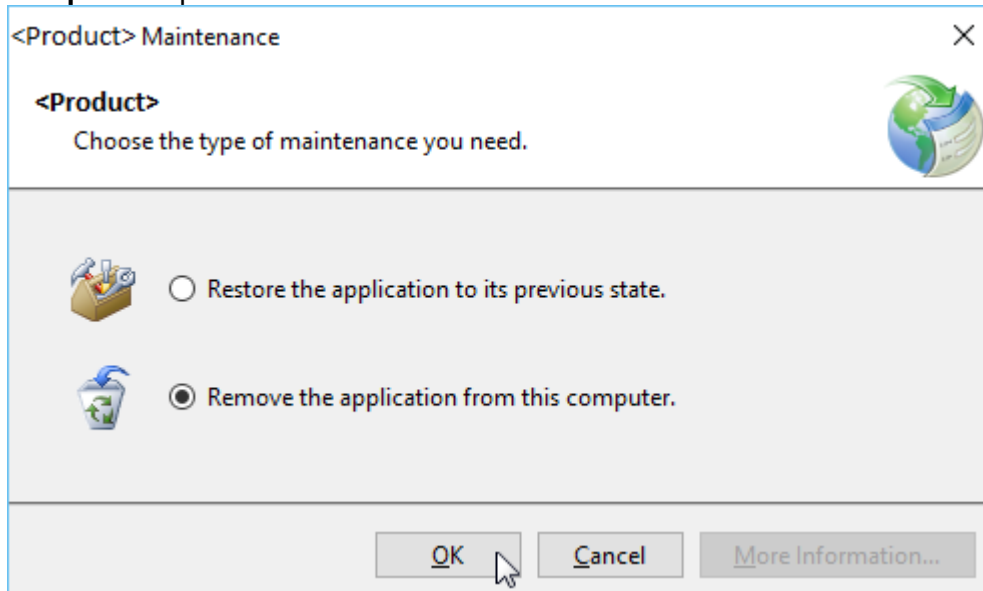 <Product> Maintenance
<Product>
Choose the type of maintenance you need.
Restore the application to its previous state.
Remove the application from this computer.
OK Cancel More Information...